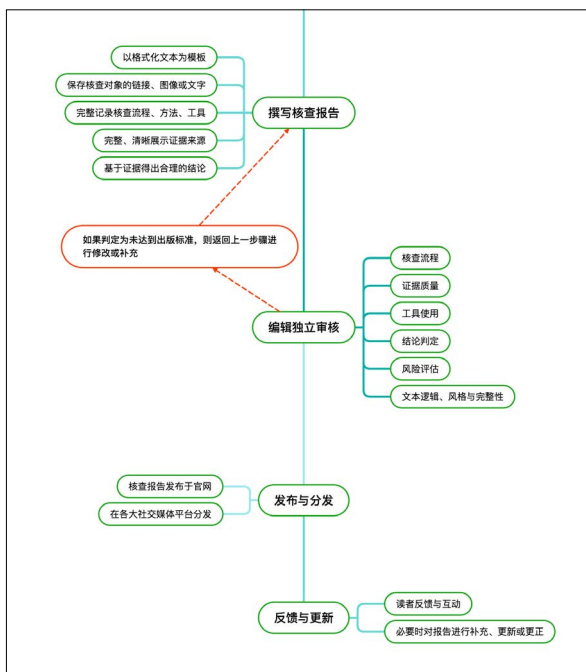 以格式化文本为模板
保存核查对象的链接、图像或文字
完整记录核查流程、方法、工具
完整、清晰展示证据来源
基于证据得出合理的结论
撰写核查报告
如果判定为未达到出版标准，则返回上一步骤进
行修改或补充
编辑独立审核
核查流程
证据质量
工具使用
结论判定
风险评估
文本逻辑、风格与完整性
核查报告发布于官网
在各大社交媒体平台分发
发布与分发
反馈与更新
读者反馈与互动
必要时对报告进行补充、更新或更正